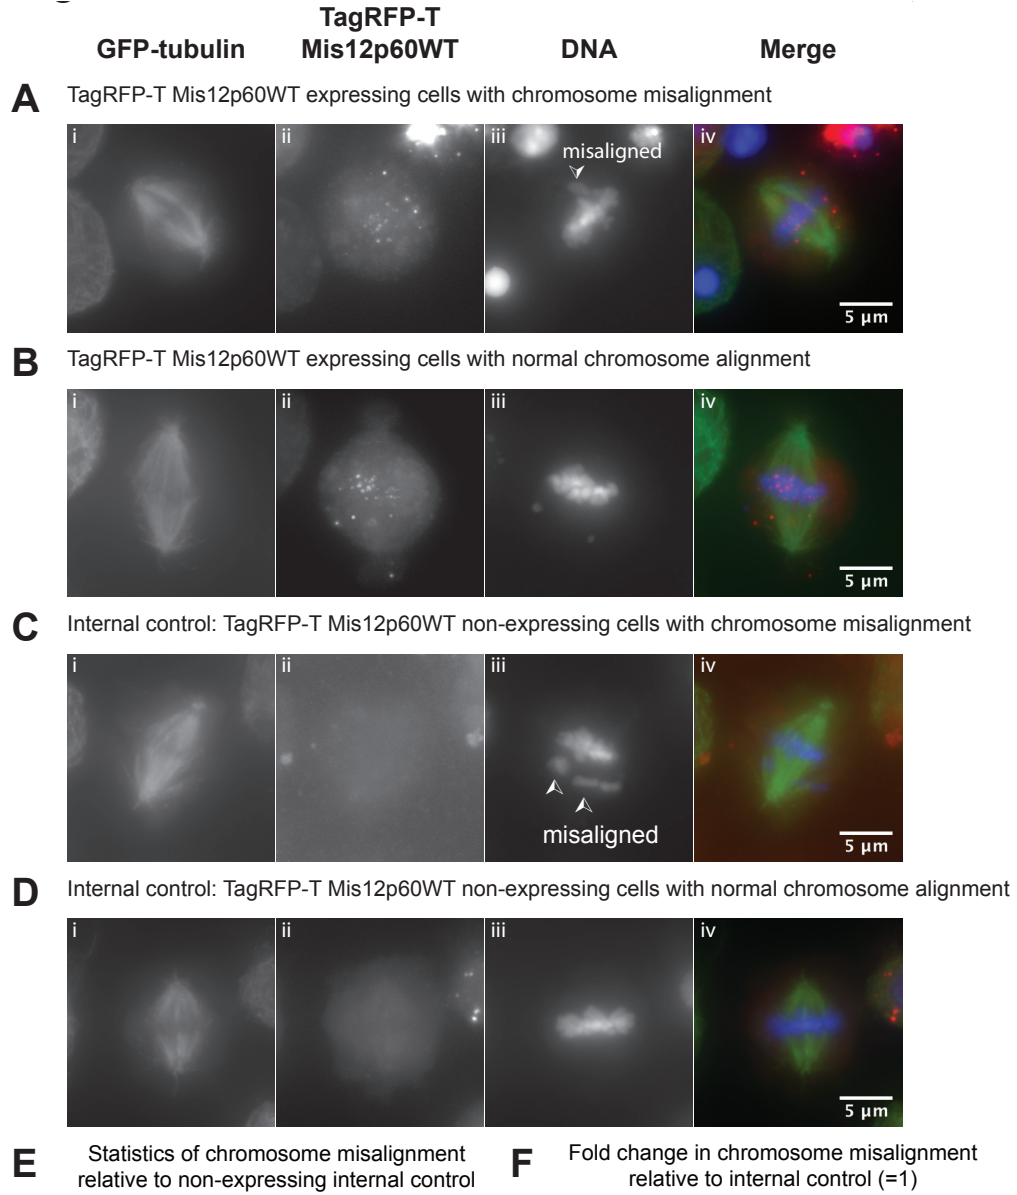 TagRFP-T
GFP-tubulin Mis12p60WT DNA Merge
A TagRFP-T Mis12p60WT expressing cells with chromosome misalignment
i ii iii iv
misaligned
5 µm
B TagRFP-T Mis12p60WT expressing cells with normal chromosome alignment
i ii iii iv
5 µm
C Internal control: TagRFP-T Mis12p60WT non-expressing cells with chromosome misalignment
i ii iii iv
misaligned
5 µm
D Internal control: TagRFP-T Mis12p60WT non-expressing cells with normal chromosome alignment
i ii iii iv
5 µm
E Statistics of chromosome misalignment
relative to non-expressing internal control
F Fold change in chromosome misalignment
relative to internal control (=1)